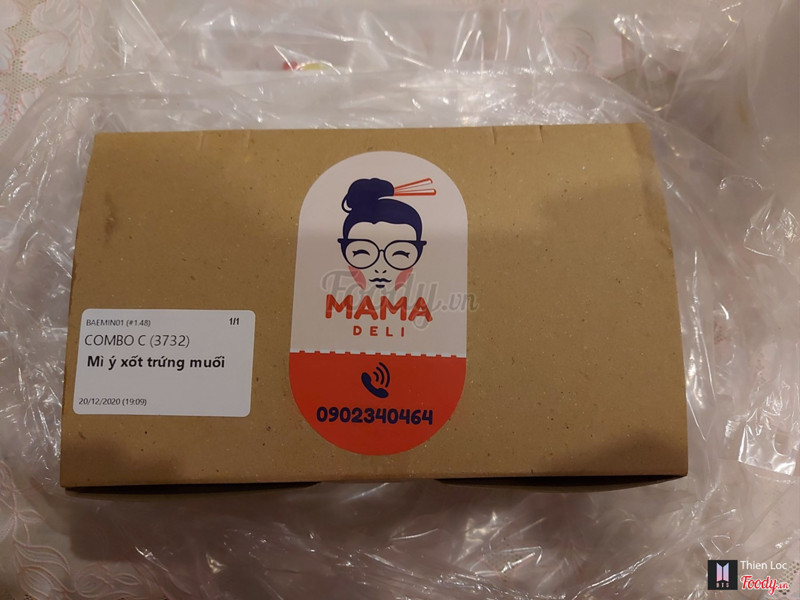 BAEMIN01 (#1.48) 1/1
COMBO C (3732)
Mì ý xốt trứng muối
20/12/2020 (19:09)
Foody.vn
MAMA
DELI
0902340464
BTS
Thien Loc
Foody.vn